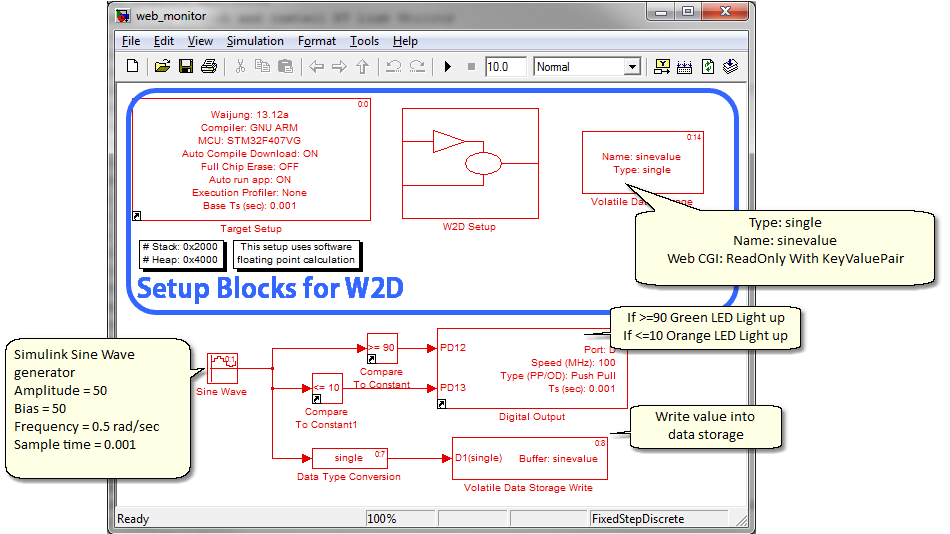 web_monitor
File Edit View Simulation Format Tools Help
10.0
Normal
0:0
Waijung: 13.12a
Compiler: GNU ARM
MCU: STM32F407VG
Auto Compile Download: ON
Full Chip Erase: OFF
Auto run app: ON
Execution Profiler: None
Base Ts (sec): 0.001
Target Setup
W2D Setup
0:14
Name: sinevalue
Type: single
Volatile Da
# Stack: 0x2000
# Heap: 0x4000
This setup uses software
floating point calculation
Setup Blocks for W2D
Type: single
Name: sinevalue
Web CGI: ReadOnly With KeyValuePair
If >=90 Green LED Light up
If <=10 Orange LED Light up
Simulink Sine Wave
generator
Amplitude = 50
Bias = 50
Frequency = 0.5 rad/sec
Sample time = 0.001
0:1
Sine Wave
>= 90
Compare
To Constant
<= 10
Compare
To Constant1
PD12
PD13
Port: D
Speed (MHz): 100
Type (PP/OD): Push Pull
Ts (sec): 0.001
Digital Output
Write value into
data storage
single
0:7
Data Type Conversion
0:8
D1(single)
Buffer: sinevalue
Volatile Data Storage Write
Ready
100%
FixedStepDiscrete